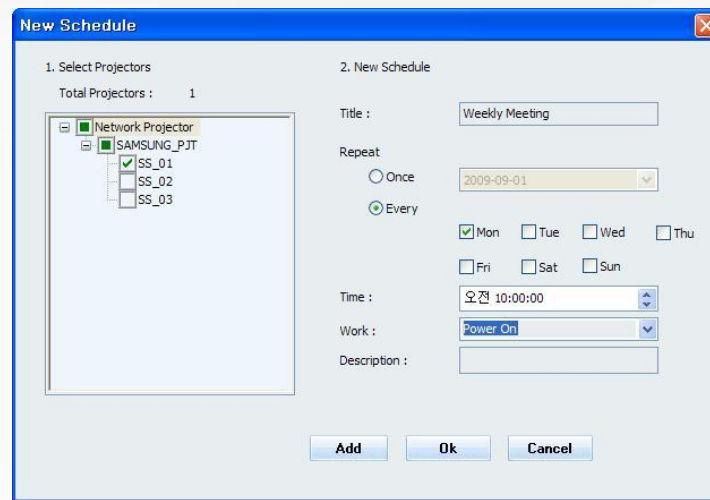 New Schedule
1. Select Projectors
Total Projectors : 1
Network Projector
SAMSUNG_PJT
SS_01
SS_02
SS_03
2. New Schedule
Title : Weekly Meeting
Repeat
Once 2009-09-01
Every
Mon Tue Wed Thu
Fri Sat Sun
Time : 오전 10:00:00
Work : Power On
Description :
Add Ok Cancel